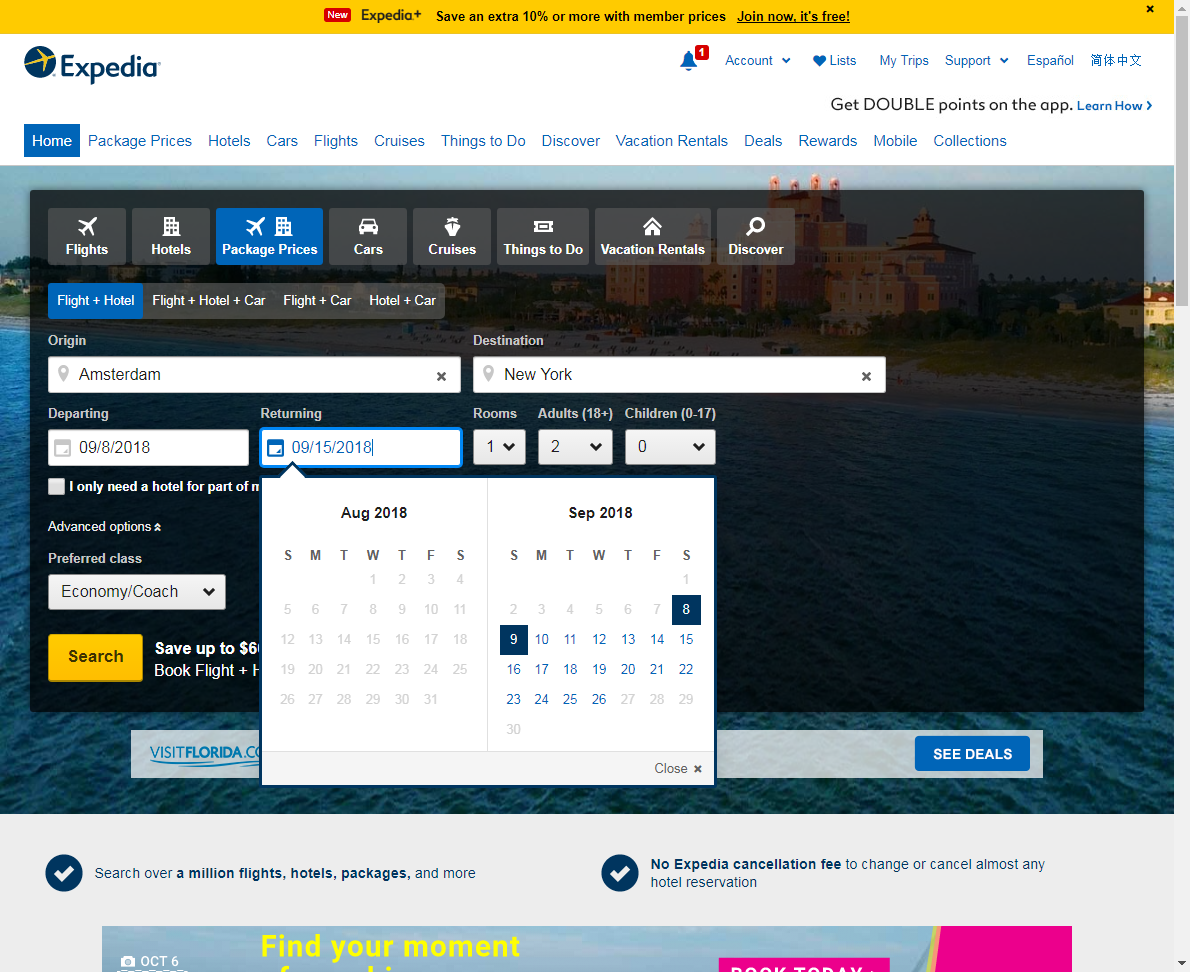 New Expedia+ Save an extra 10% or more with member prices Join now, it's free!
Expedia
1 Account Lists My Trips Support Español 简体中文
Get DOUBLE points on the app. Learn How
Home Package Prices Hotels Cars Flights Cruises Things to Do Discover Vacation Rentals Deals Rewards Mobile Collections
Flights Hotels Package Prices Cars Cruises Things to Do Vacation Rentals Discover
Flight + Hotel Flight + Hotel + Car Flight + Car Hotel + Car
Origin Destination
Amsterdam New York
Departing Returning Rooms Adults (18+) Children (0-17)
09/8/2018 09/15/2018 1 2 0
I only need a hotel for part of
Advanced options
Preferred class
Economy/Coach
Search
Save up to $6
Book Flight +
Aug 2018
S M T W T F S
1 2 3 4
5 6 7 8 9 10 11
12 13 14 15 16 17 18
19 20 21 22 23 24 25
26 27 28 29 30 31
Sep 2018
S M T W T F S
1
2 3 4 5 6 7 8
9 10 11 12 13 14 15
16 17 18 19 20 21 22
23 24 25 26 27 28 29
30
Close
VISITFLORIDA.CO
SEE DEALS
Search over a million flights, hotels, packages, and more
No Expedia cancellation fee to change or cancel almost any
hotel reservation
OCT 6
Find your moment
BOOK TODAY